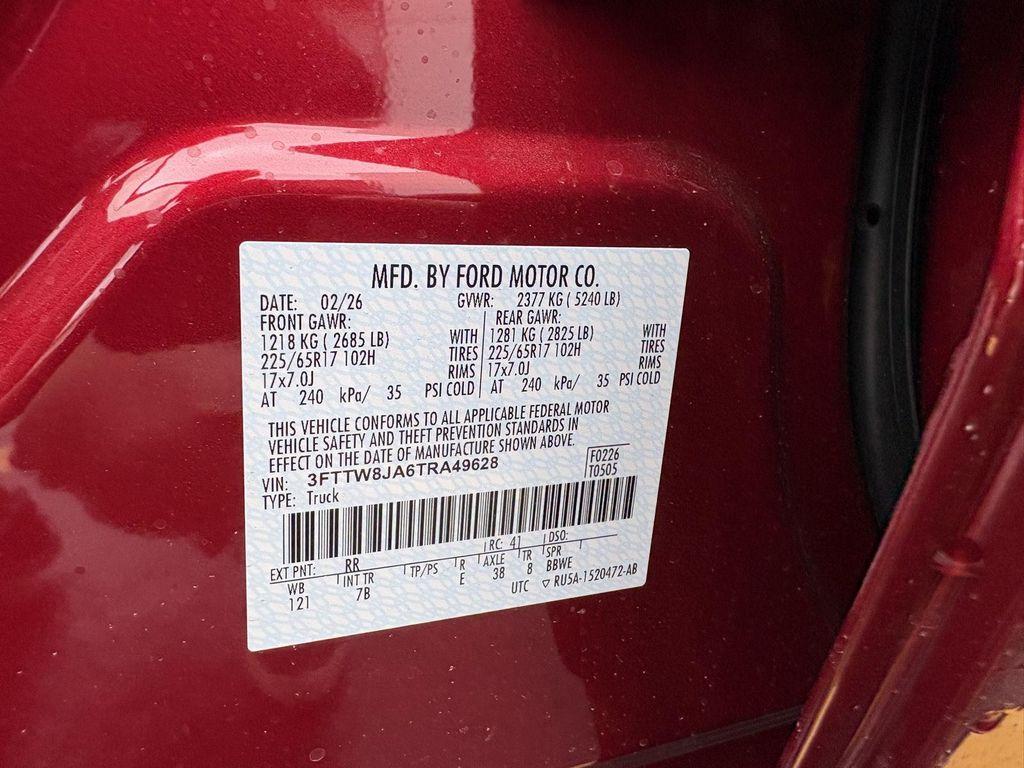 MFD. BY FORD MOTOR CO.
DATE: 02/26 GVWR: 2377 KG ( 5240 LB)
FRONT GAWR: REAR GAWR:
1218 KG ( 2685 LB) WITH 1281 KG ( 2825 LB) WITH
225/65R17 102H TIRES 225/65R17 102H TIRES
17x7.0J RIMS 17x7.0J RIMS
AT 240 kPa/ 35 PSI COLD AT 240 kPa/ 35 PSI COLD
THIS VEHICLE CONFORMS TO ALL APPLICABLE FEDERAL MOTOR
VEHICLE SAFETY AND THEFT PREVENTION STANDARDS IN
EFFECT ON THE DATE OF MANUFACTURE SHOWN ABOVE.
VIN: 3FTTW8JA6TRA49628 F0226
TYPE: Truck T0505
EXT PNT: RR RC: 41 DSO:
WB INT TR TP/PS R AXLE TR SPR
121 7B E 38 8 BBWE
UTC ▽ RU5A-1520472-AB